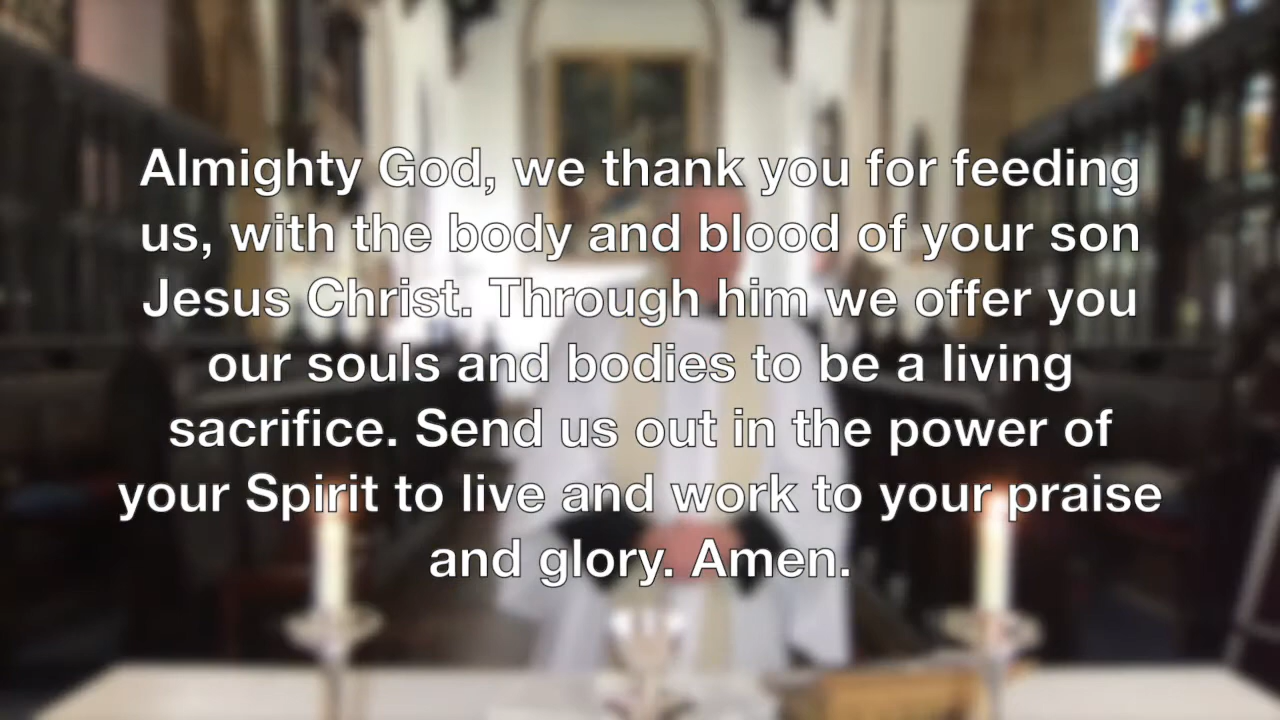 Almighty God, we thank you for feeding
us, with the body and blood of your son
Jesus Christ. Through him we offer you
our souls and bodies to be a living
sacrifice. Send us out in the power of
your Spirit to live and work to your praise
and glory. Amen.